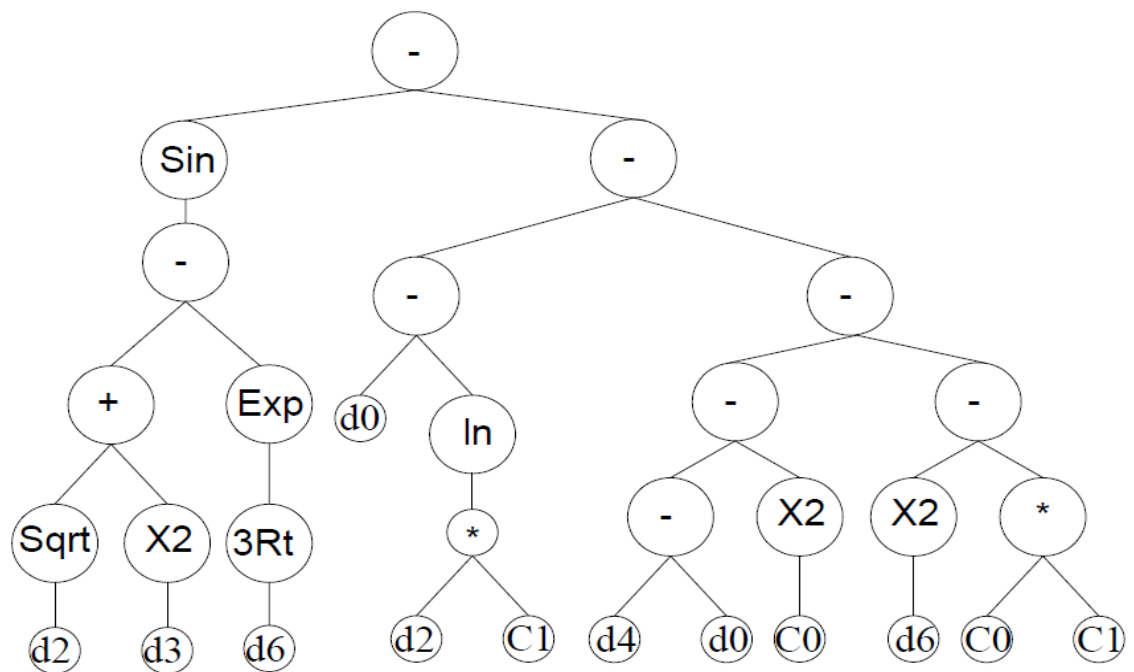 -
Sin -
- - -
+ Exp d0 ln - -
Sqrt X2 3Rt * - X2 X2 *
d2 d3 d6 d2 C1 d4 d0 C0 d6 C0 C1